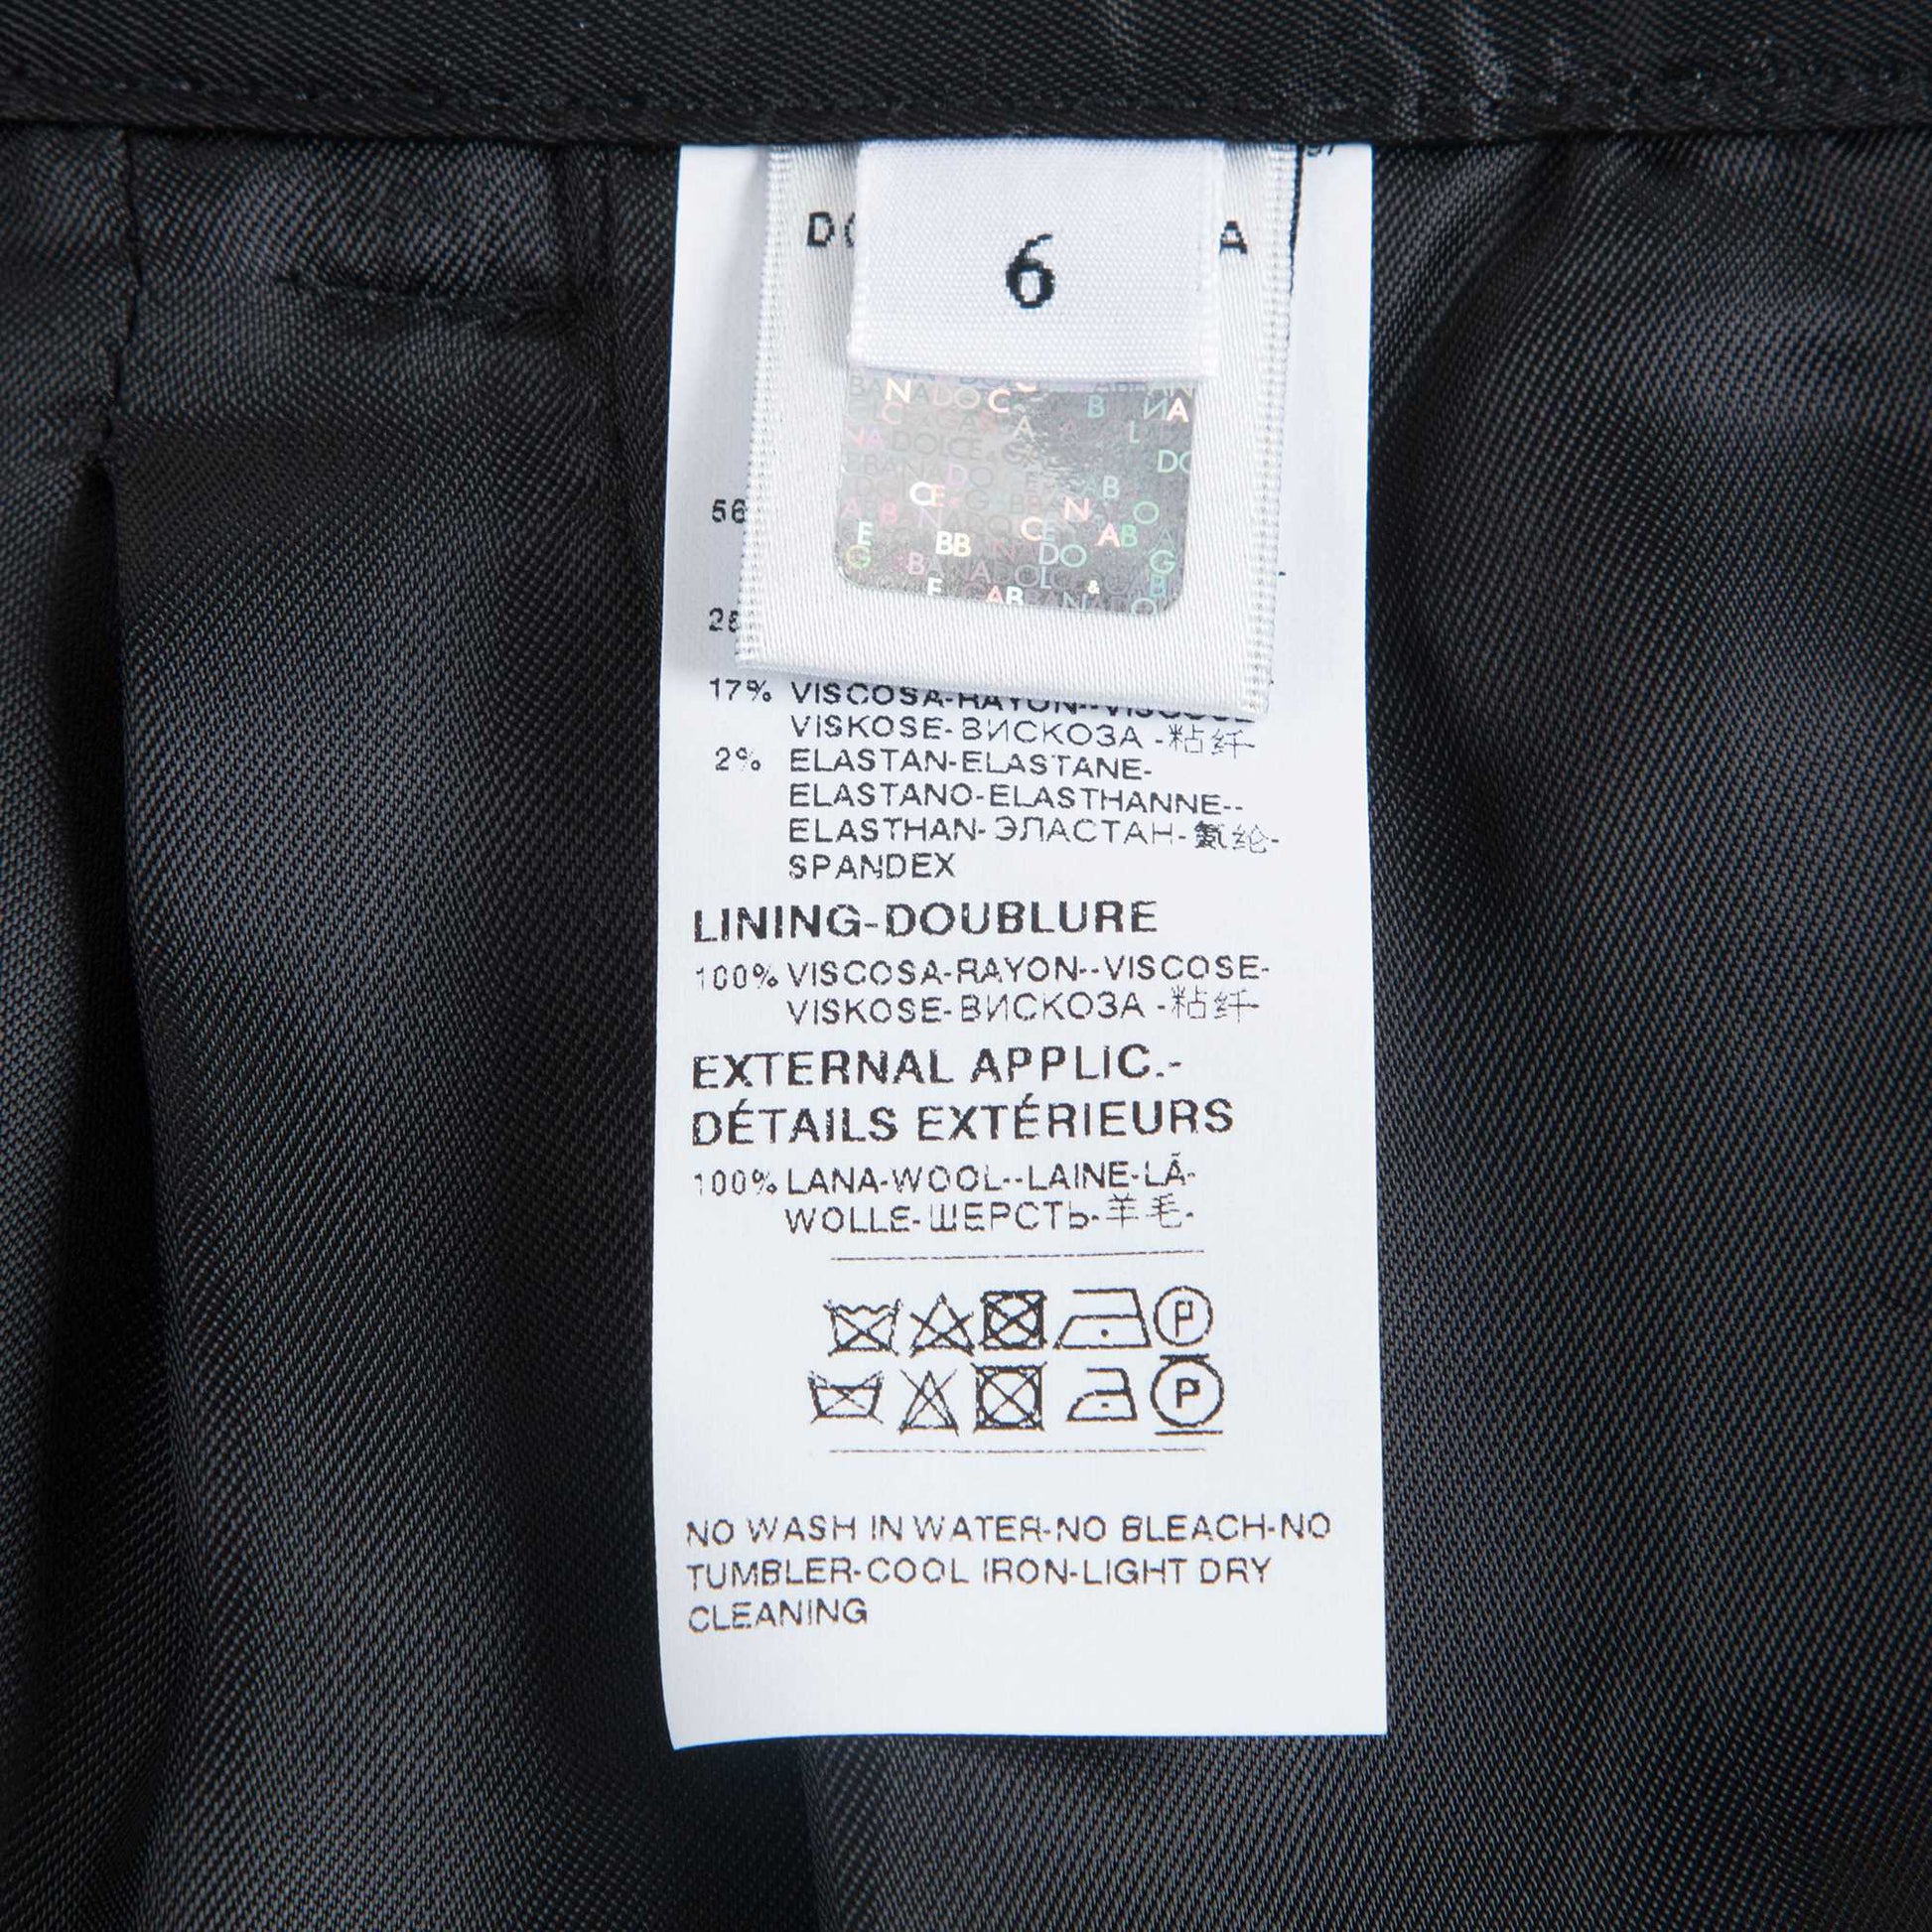 6
BANADO
DOLCE
56
17% VISCOSA-RAYON--VISCOSE
VISKOSE-ВИСКОЗА -粘纤-
2% ELASTAN-ELASTANE-
ELASTANO-ELASTHANNE--
ELASTHAN-ЭЛАСТАН-氨纶-
SPANDEX
LINING-DOUBLURE
100% VISCOSA-RAYON--VISCOSE-
VISKOSE-ВИСКОЗА -粘纤-
EXTERNAL APPLIC.-
DÉTAILS EXTÉRIEURS
100% LANA-WOOL--LAINE-LÃ-
WOLLE-ШЕРСТЬ-羊毛-
P
P
NO WASH IN WATER-NO BLEACH-NO
TUMBLER-COOL IRON-LIGHT DRY
CLEANING